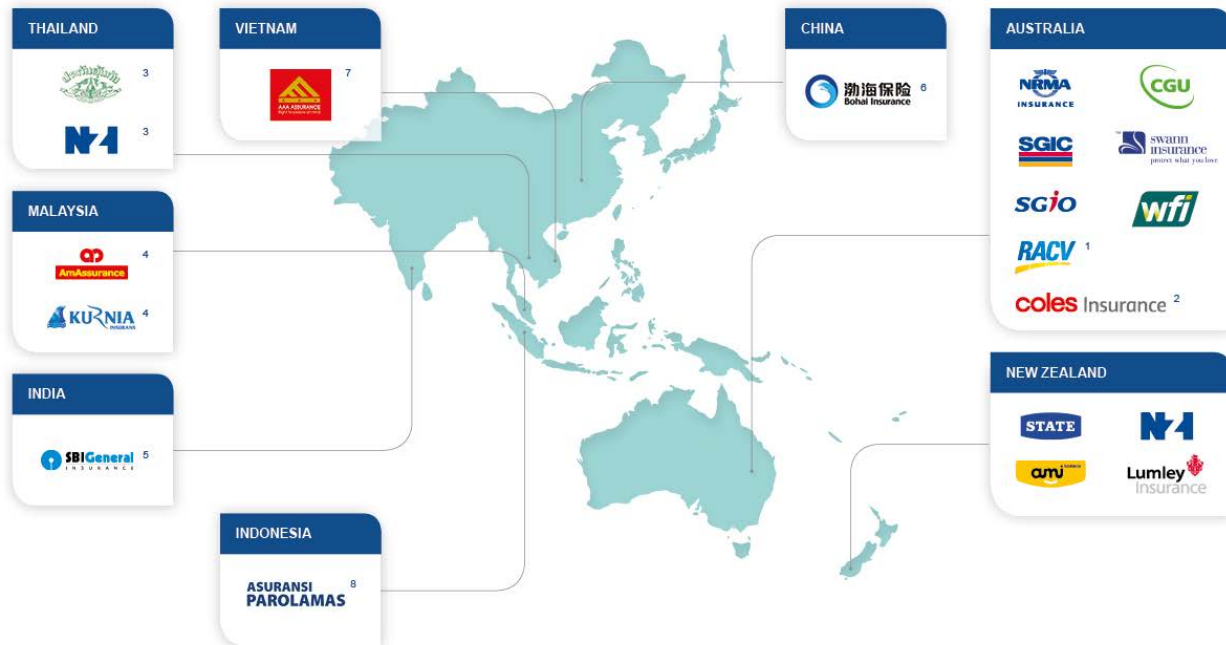 THAILAND
3
NZI
3
VIETNAM
AAA ASSURANCE
7
CHINA
渤海保险
Bohai Insurance
6
AUSTRALIA
NRMA
INSURANCE
CGU
SGIC
swann
insurance
protect what you love
SGIO
wfi
RACV
1
coles Insurance
2
MALAYSIA
AmAssurance
4
KURNIA
INSURANS
4
INDIA
SBIGeneral
INSURANCE
5
INDONESIA
ASURANSI
PAROLAMAS
8
NEW ZEALAND
STATE
NZI
ami
Lumley
Insurance